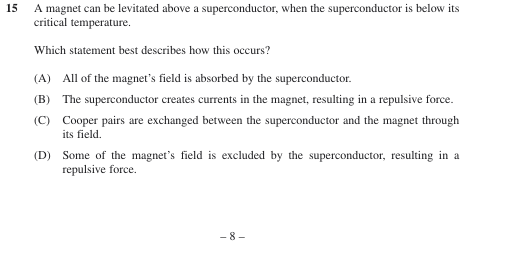 15 A magnet can be levitated above a superconductor, when the superconductor is below its
critical temperature.
Which statement best describes how this occurs?
(A) All of the magnet's field is absorbed by the superconductor.
(B) The superconductor creates currents in the magnet, resulting in a repulsive force.
(C) Cooper pairs are exchanged between the superconductor and the magnet through
its field.
(D) Some of the magnet's field is excluded by the superconductor, resulting in a
repulsive force.
– 8 –